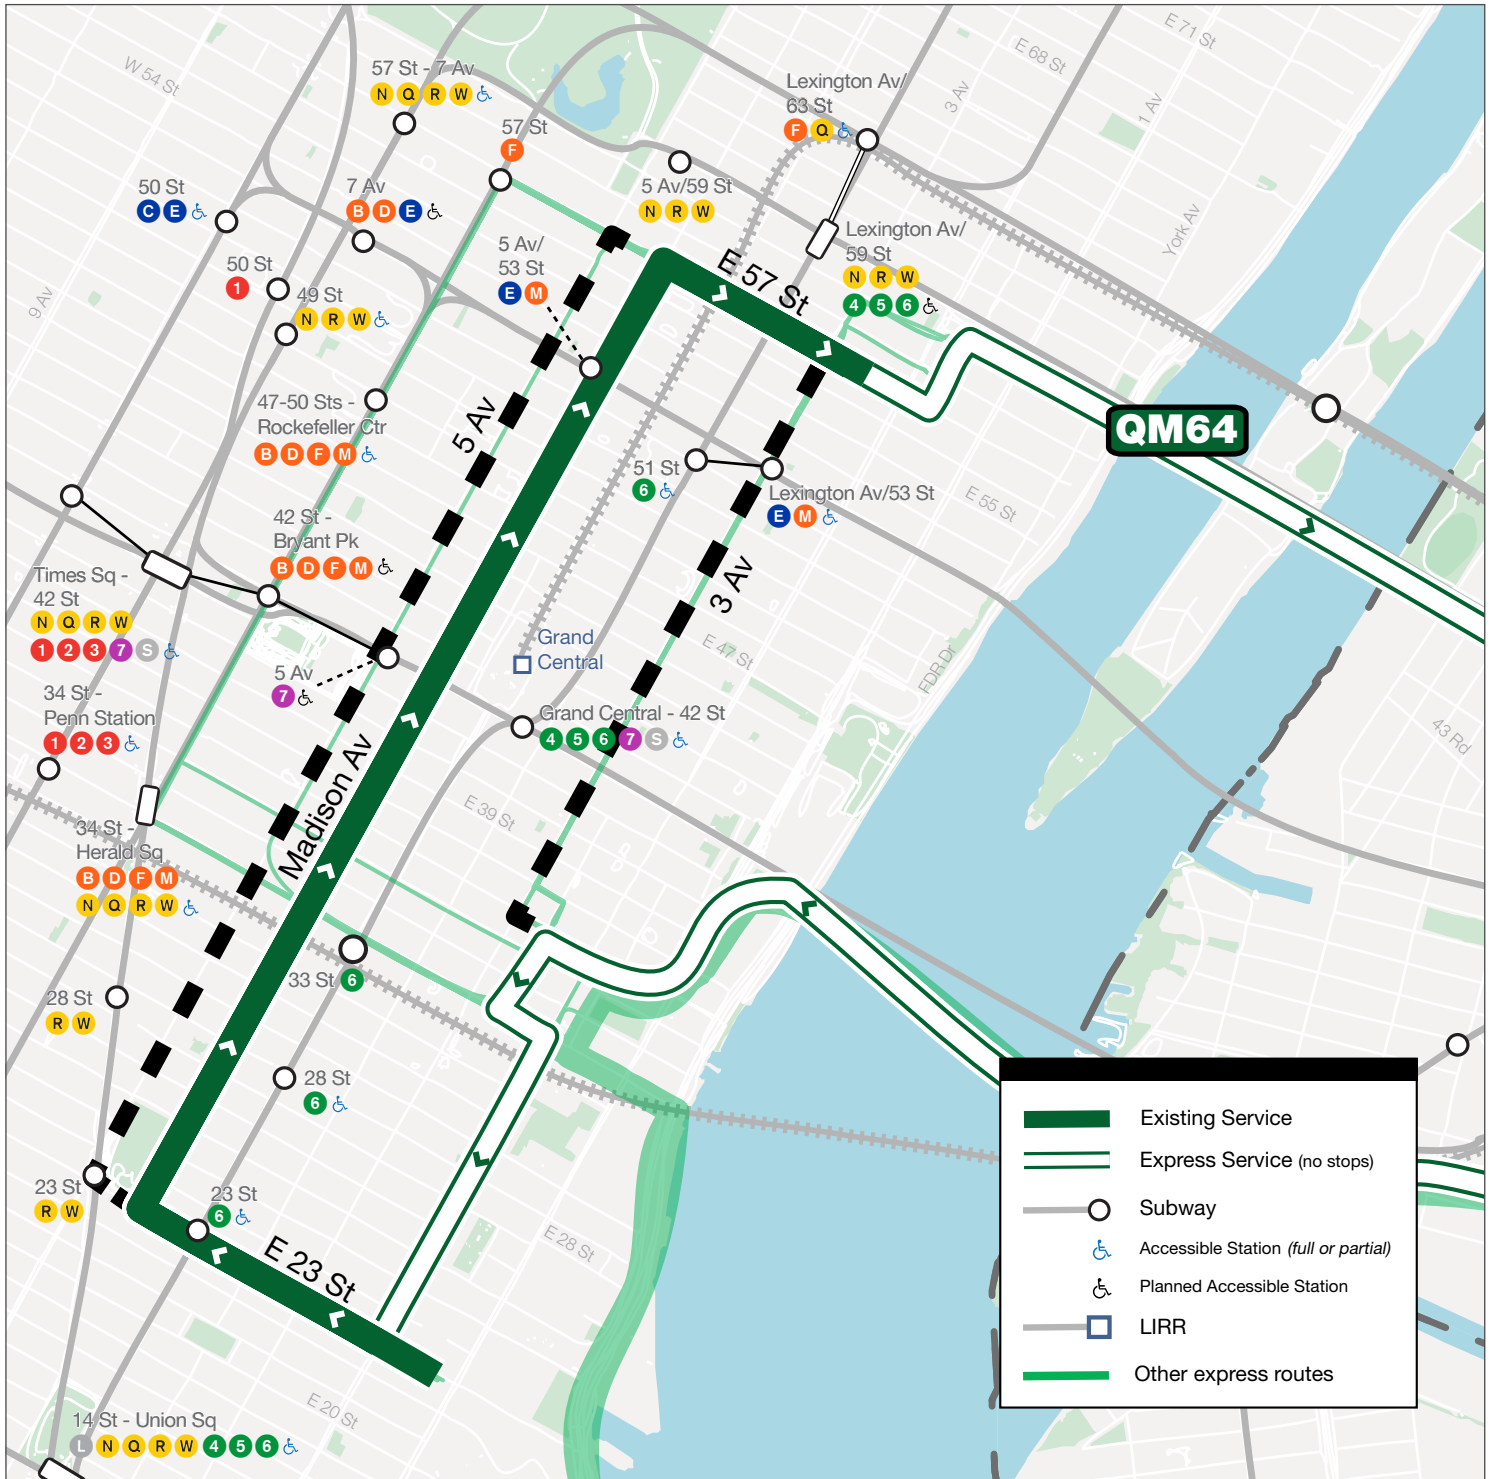 W 54 St
57 St - 7 Av
N Q R W
57 St
F
Lexington Av/
63 St
F Q
E 71 St
E 68 St
3 Av
1 Av
York Av
50 St
C E
7 Av
B D E
5 Av/59 St
N R W
5 Av/
53 St
E M
Lexington Av/
59 St
N R W
4 5 6
50 St
1
49 St
N R W
9 Av
E 57 St
47-50 Sts -
Rockefeller Ctr
B D F M
5 Av
QM64
51 St
6
Lexington Av/53 St
E M
E 55 St
42 St -
Bryant Pk
B D F M
Times Sq -
42 St
N Q R W
1 2 3 7 S
3 Av
Grand
Central
E 47 St
FDR Dr
5 Av
7
34 St -
Penn Station
1 2 3
Grand Central - 42 St
4 5 6 7 S
43 Rd
Madison Av
E 39 St
34 St -
Herald Sq
B D F M
N Q R W
33 St 6
28 St
R W
28 St
6
23 St
R W
23 St
6
E 23 St
E 28 St
E 20 St
14 St - Union Sq
L N Q R W 4 5 6
Existing Service
Express Service (no stops)
Subway
Accessible Station (full or partial)
Planned Accessible Station
LIRR
Other express routes